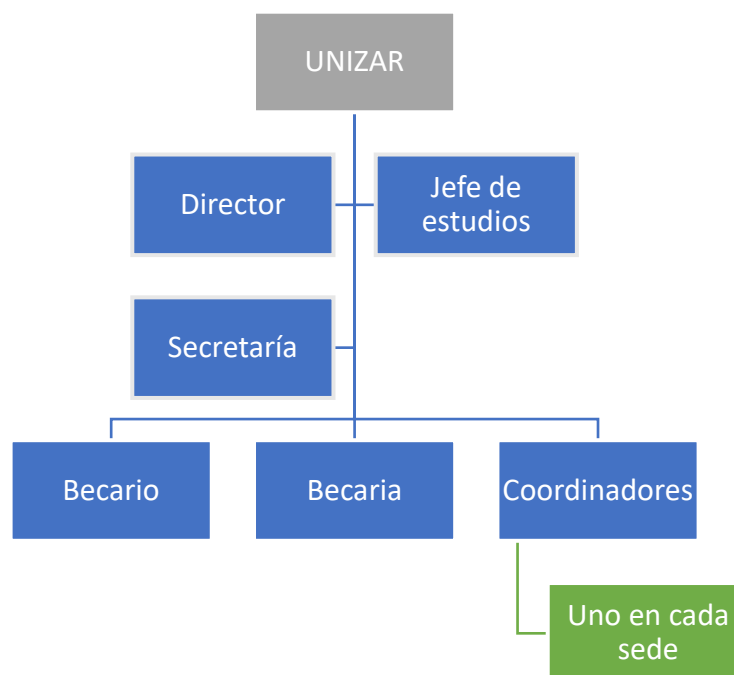 UNIZAR
Director
Jefe de
estudios
Secretaría
Becario
Becaria
Coordinadores
Uno en cada
sede